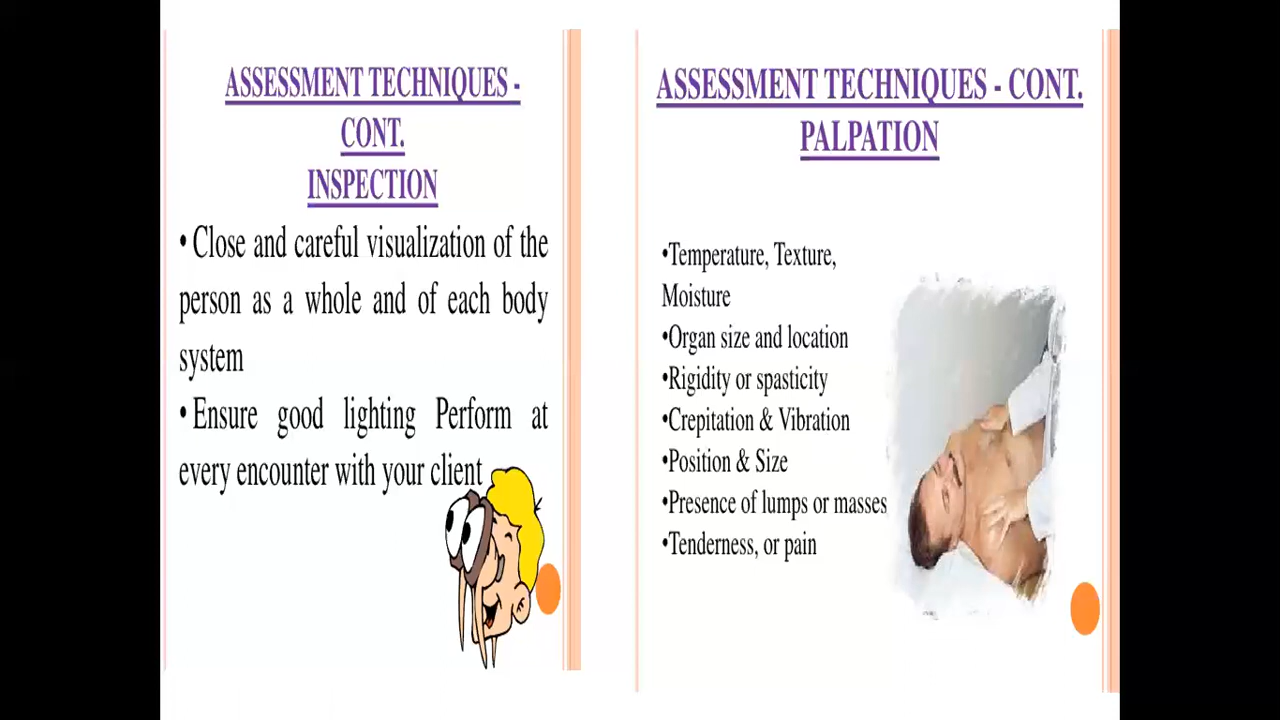 ASSESSMENT TECHNIQUES -
CONT.
INSPECTION
•Close and careful visualization of the
person as a whole and of each body
system
•Ensure good lighting Perform at
every encounter with your client
ASSESSMENT TECHNIQUES - CONT.
PALPATION
•Temperature, Texture,
Moisture
•Organ size and location
•Rigidity or spasticity
•Crepitation & Vibration
•Position & Size
•Presence of lumps or masses
•Tenderness, or pain